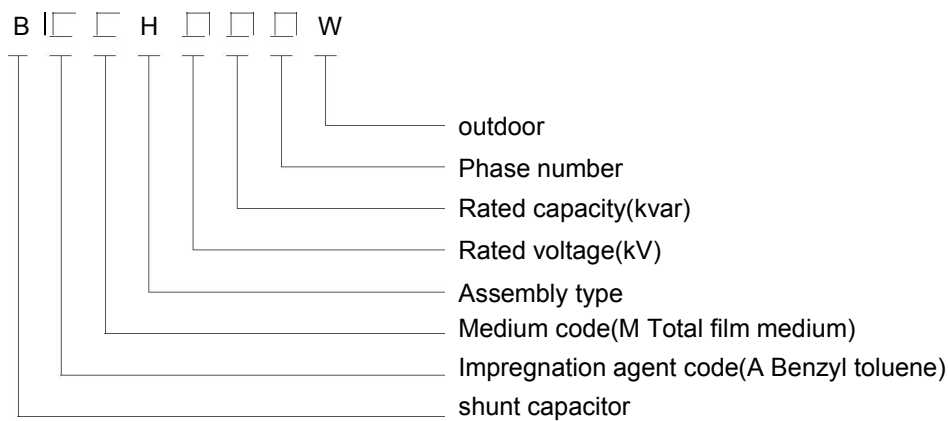 B I□ □ H □ □ □ W
outdoor
Phase number
Rated capacity(kvar)
Rated voltage(kV)
Assembly type
Medium code(M Total film medium)
Impregnation agent code(A Benzyl toluene)
shunt capacitor